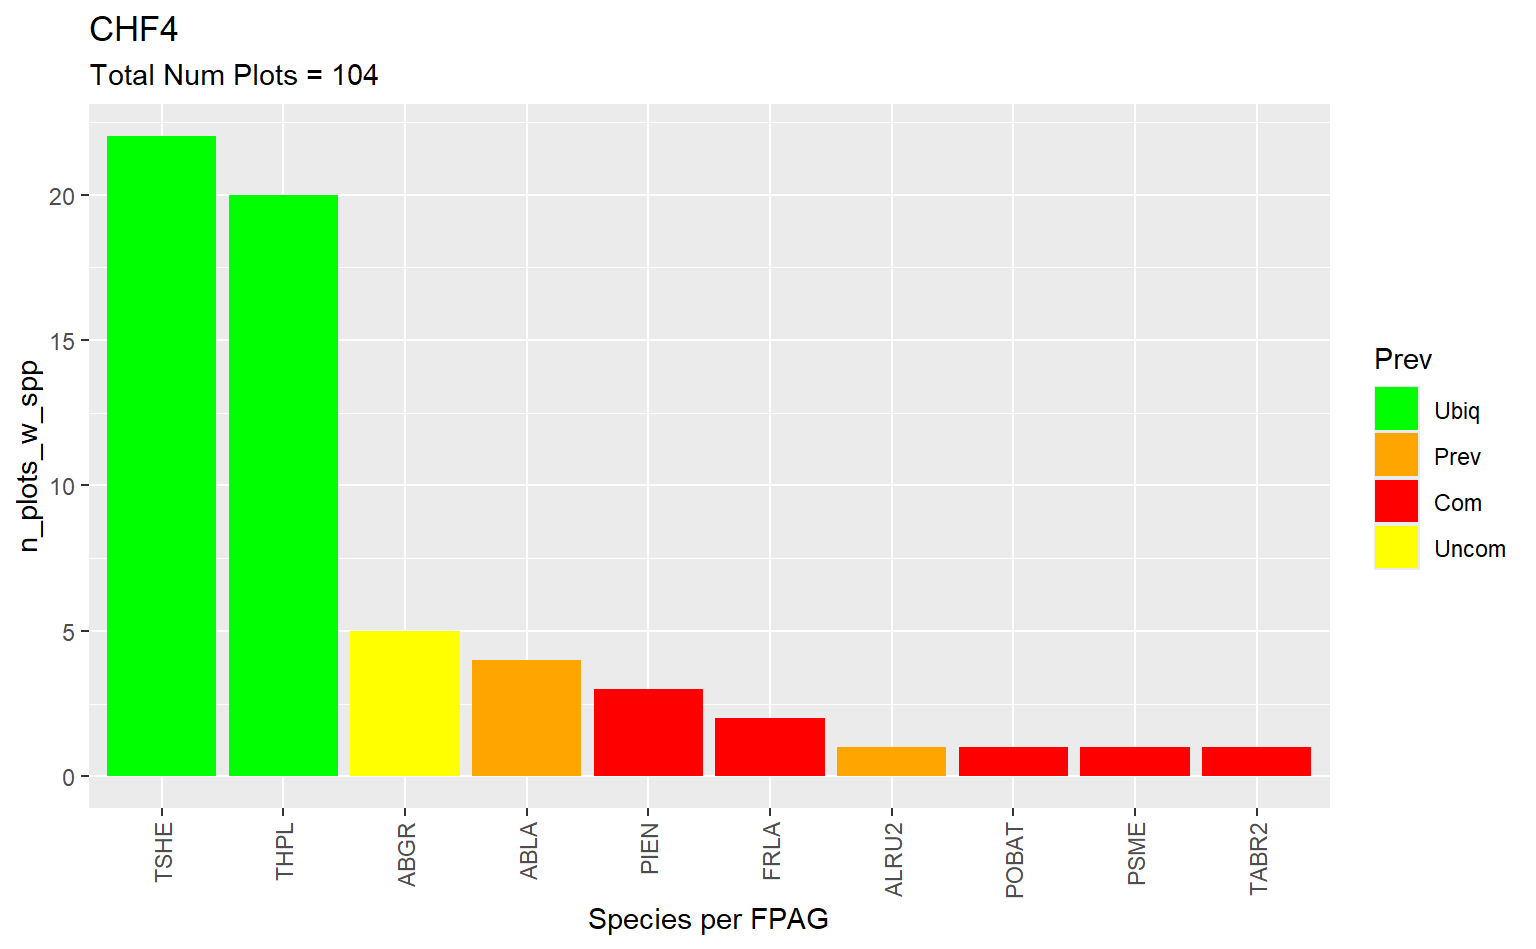 CHF4
Total Num Plots = 104
n_plots_w_spp
20
15
10
5
0
TSHE
THPL
ABGR
ABLA
PIEN
FRLA
ALRU2
POBAT
PSME
TABR2
Species per FPAG
Prev
Ubiq
Prev
Com
Uncom